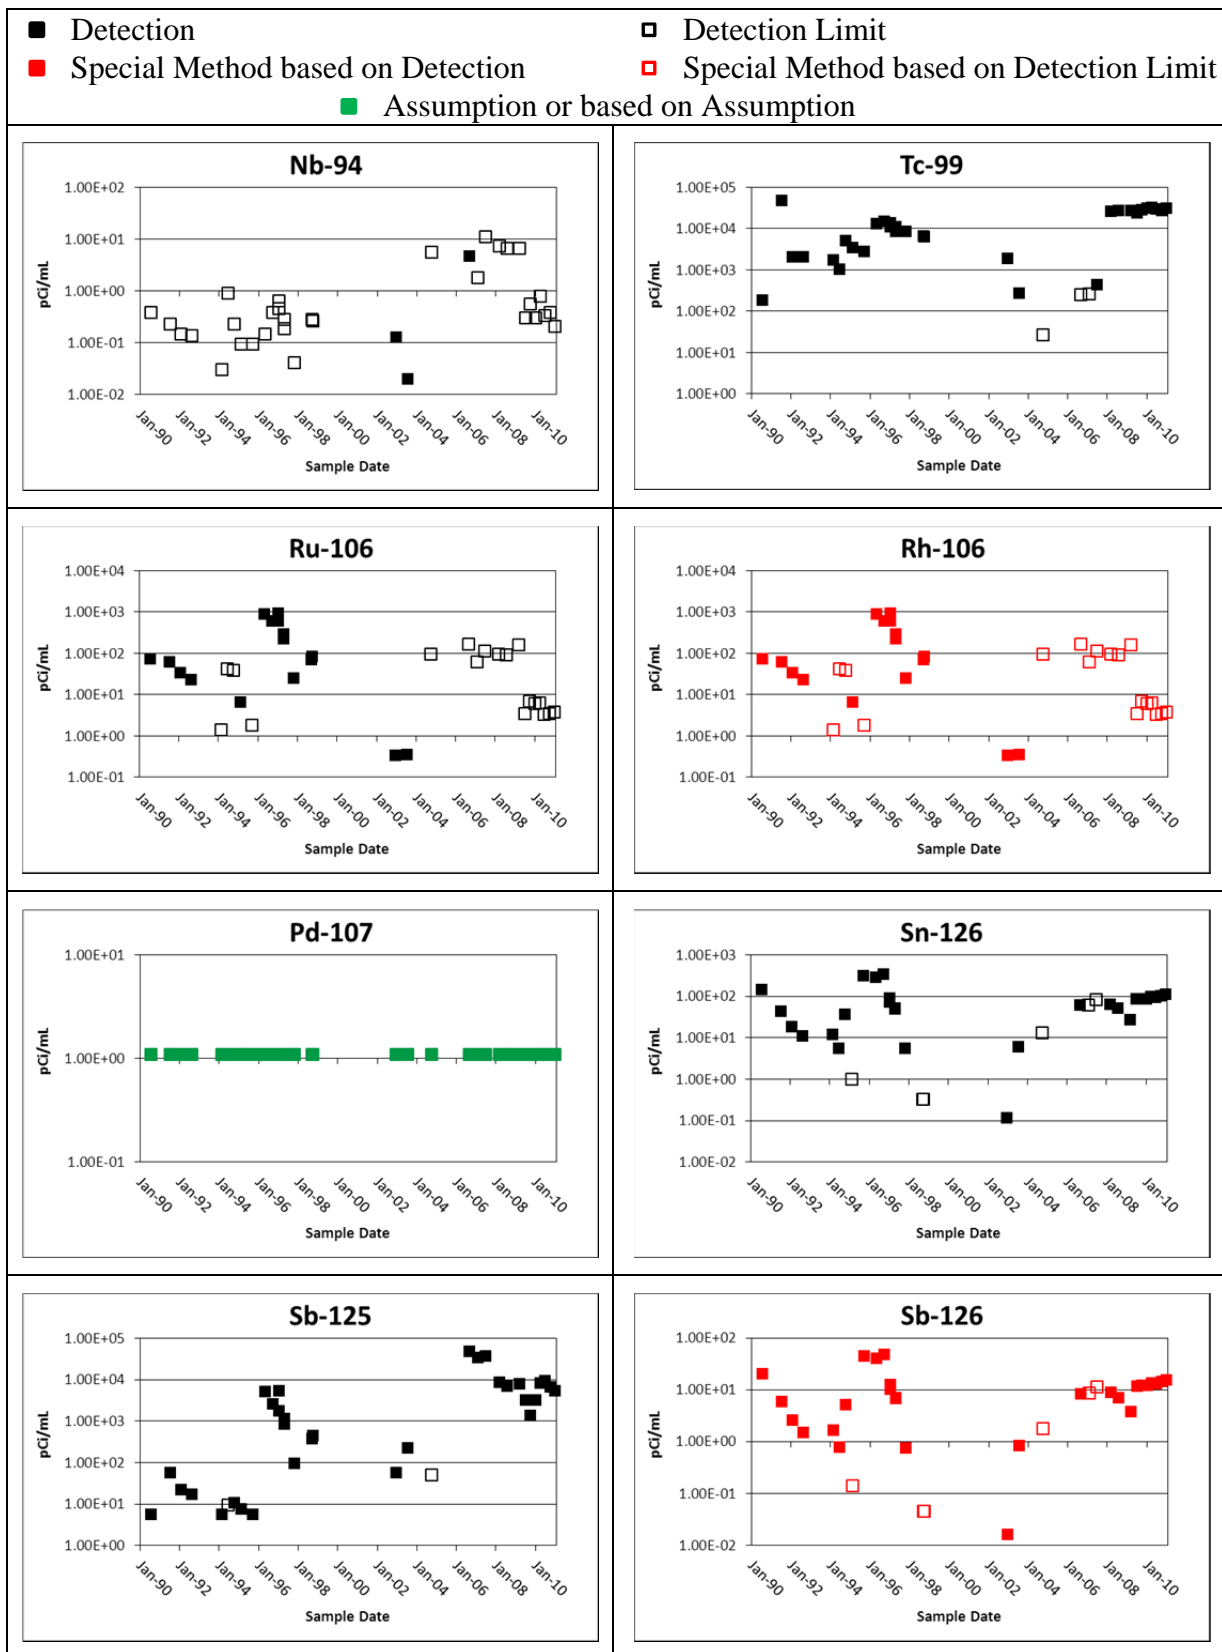 ■ Detection □ Detection Limit
■ Special Method based on Detection □ Special Method based on Detection Limit
■ Assumption or based on Assumption
Nb-94
1.00E+02
1.00E+01
1.00E+00
1.00E-01
1.00E-02
pCi/mL
Jan-90 Jan-92 Jan-94 Jan-96 Jan-98 Jan-00 Jan-02 Jan-04 Jan-06 Jan-08 Jan-10
Sample Date
Tc-99
1.00E+05
1.00E+04
1.00E+03
1.00E+02
1.00E+01
1.00E+00
pCi/mL
Jan-90 Jan-92 Jan-94 Jan-96 Jan-98 Jan-00 Jan-02 Jan-04 Jan-06 Jan-08 Jan-10
Sample Date
Ru-106
1.00E+04
1.00E+03
1.00E+02
1.00E+01
1.00E+00
1.00E-01
pCi/mL
Jan-90 Jan-92 Jan-94 Jan-96 Jan-98 Jan-00 Jan-02 Jan-04 Jan-06 Jan-08 Jan-10
Sample Date
Rh-106
1.00E+04
1.00E+03
1.00E+02
1.00E+01
1.00E+00
1.00E-01
pCi/mL
Jan-90 Jan-92 Jan-94 Jan-96 Jan-98 Jan-00 Jan-02 Jan-04 Jan-06 Jan-08 Jan-10
Sample Date
Pd-107
1.00E+01
1.00E+00
1.00E-01
pCi/mL
Jan-90 Jan-92 Jan-94 Jan-96 Jan-98 Jan-00 Jan-02 Jan-04 Jan-06 Jan-08 Jan-10
Sample Date
Sn-126
1.00E+03
1.00E+02
1.00E+01
1.00E+00
1.00E-01
1.00E-02
pCi/mL
Jan-90 Jan-92 Jan-94 Jan-96 Jan-98 Jan-00 Jan-02 Jan-04 Jan-06 Jan-08 Jan-10
Sample Date
Sb-125
1.00E+05
1.00E+04
1.00E+03
1.00E+02
1.00E+01
1.00E+00
pCi/mL
Jan-90 Jan-92 Jan-94 Jan-96 Jan-98 Jan-00 Jan-02 Jan-04 Jan-06 Jan-08 Jan-10
Sample Date
Sb-126
1.00E+02
1.00E+01
1.00E+00
1.00E-01
1.00E-02
pCi/mL
Jan-90 Jan-92 Jan-94 Jan-96 Jan-98 Jan-00 Jan-02 Jan-04 Jan-06 Jan-08 Jan-10
Sample Date